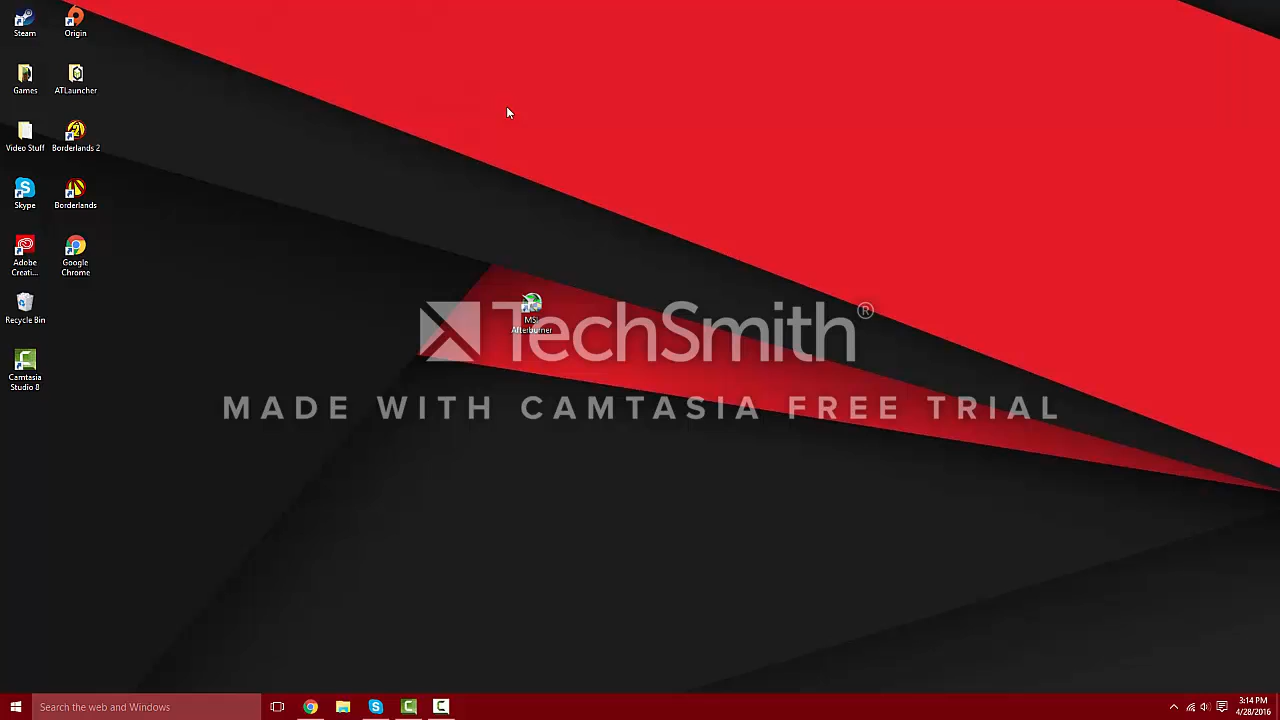 Steam
Origin
Games
ATLauncher
Video Stuff
Borderlands 2
Skype
Borderlands
Adobe
Creati...
Google
Chrome
Recycle Bin
Camtasia
Studio 8
MSI
Afterburner
TechSmith®
MADE WITH CAMTASIA FREE TRIAL
Search the web and Windows
3:14 PM
4/28/2016